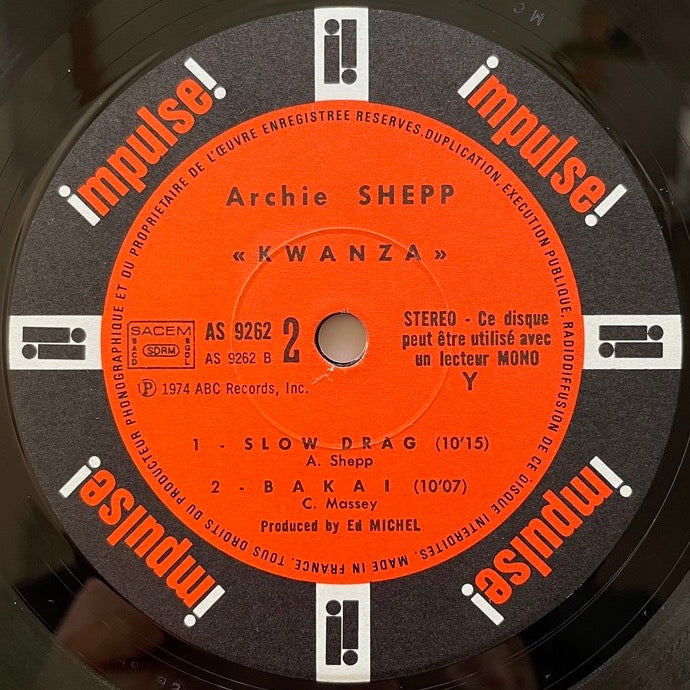 impulse!
impulse!
impulse!
impulse!
TOUS DROITS DU PRODUCTEUR PHONOGRAPHIQUE ET DU PROPRIETAIRE DE L'ŒUVRE ENREGISTREE RESERVES. DUPLICATION, EXECUTION PUBLIQUE, RADIODIFFUSION DE CE DISQUE INTERDITES. MADE IN FRANCE.
Archie SHEPP
«KWANZA»
SACEM
SACD
SDRM
SGDL
AS 9262
AS 9262 B
2
STEREO - Ce disque
peut être utilisé avec
un lecteur MONO
Y
Ⓟ 1974 ABC Records, Inc.
1 - SLOW DRAG (10'15)
A. Shepp
2 - BAKAI (10'07)
C. Massey
Produced by Ed MICHEL